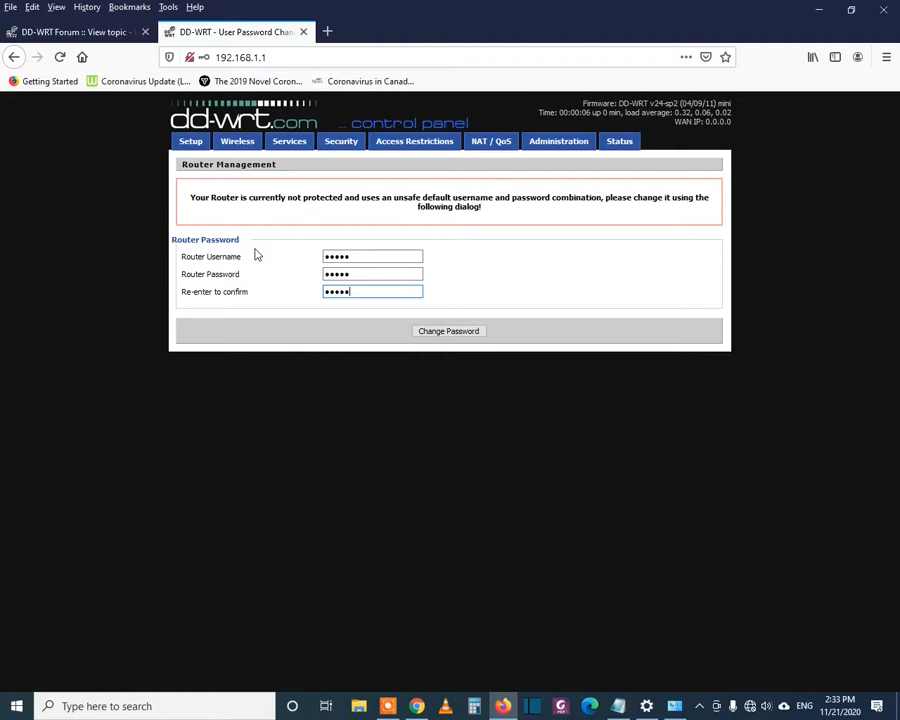 File Edit View History Bookmarks Tools Help
DD-WRT Forum :: View topic -
DD-WRT - User Password Chan
192.168.1.1
Getting Started
Coronavirus Update (L...
The 2019 Novel Coron...
Coronavirus in Canad...
dd-wrt.com ... control panel
Firmware: DD-WRT v24-sp2 (04/09/11) mini
Time: 00:00:06 up 0 min, load average: 0.32, 0.06, 0.02
WAN IP: 0.0.0.0
Setup Wireless Services Security Access Restrictions NAT / QoS Administration Status
Router Management
Your Router is currently not protected and uses an unsafe default username and password combination, please change it using the
following dialog!
Router Password
Router Username •••••
Router Password •••••
Re-enter to confirm •••••
Change Password
Type here to search
2:33 PM
11/21/2020